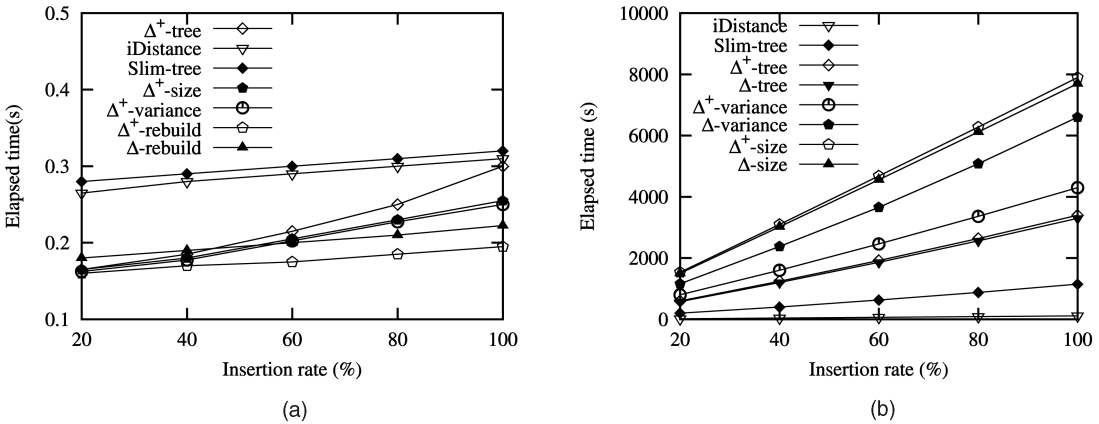 0.5
0.4
0.3
0.2
0.1
Elapsed time(s)
Δ⁺-tree
iDistance
Slim-tree
Δ⁺-size
Δ⁺-variance
Δ⁺-rebuild
Δ-rebuild
20 40 60 80 100
Insertion rate (%)
(a)
10000
8000
6000
4000
2000
0
Elapsed time (s)
iDistance
Slim-tree
Δ⁺-tree
Δ-tree
Δ⁺-variance
Δ-variance
Δ⁺-size
Δ-size
20 40 60 80 100
Insertion rate (%)
(b)